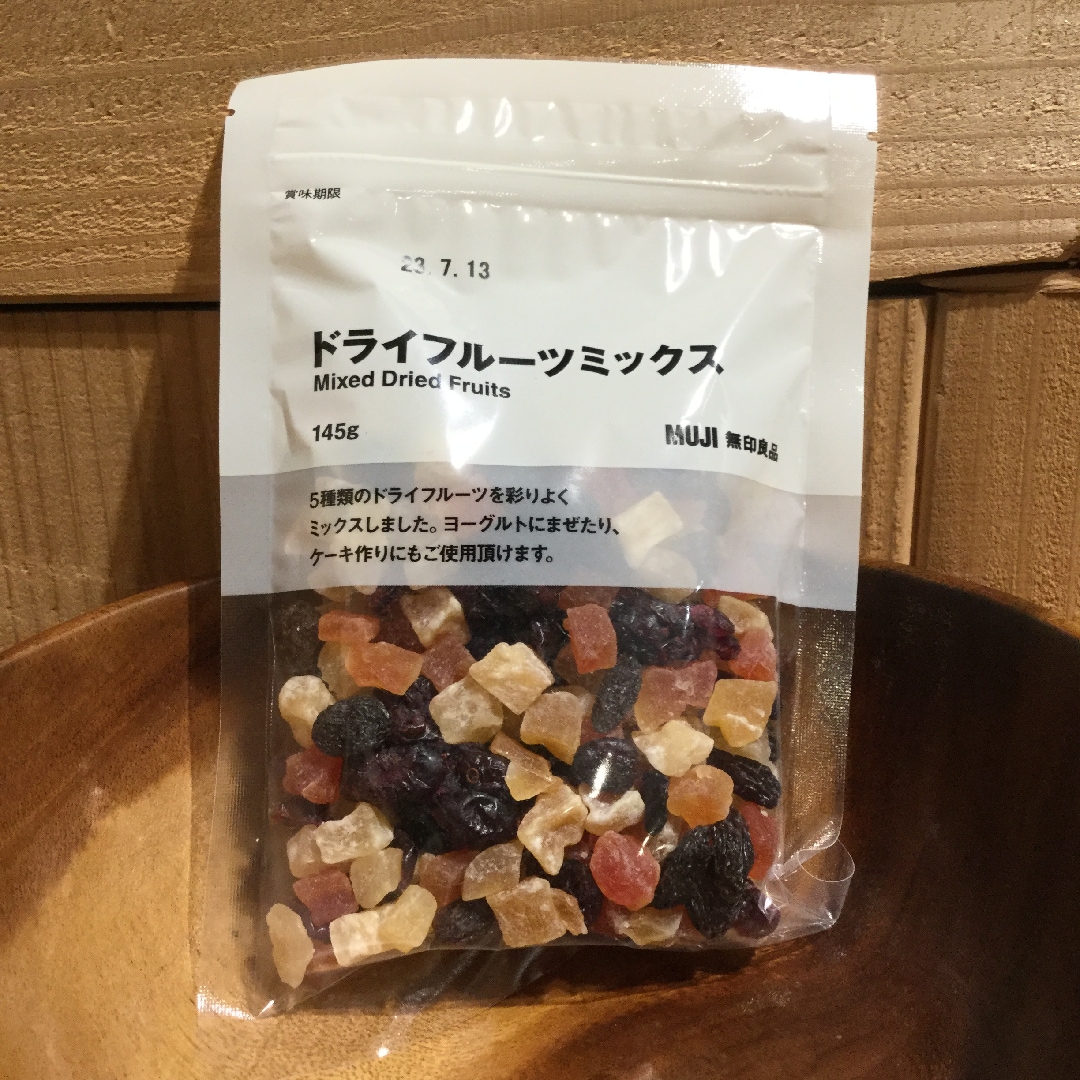 賞味期限
23.7.13
ドライフルーツミックス
Mixed Dried Fruits
145g
MUJI 無印良品
5種類のドライフルーツを彩りよく
ミックスしました。ヨーグルトにまぜたり、
ケーキ作りにもご使用頂けます。